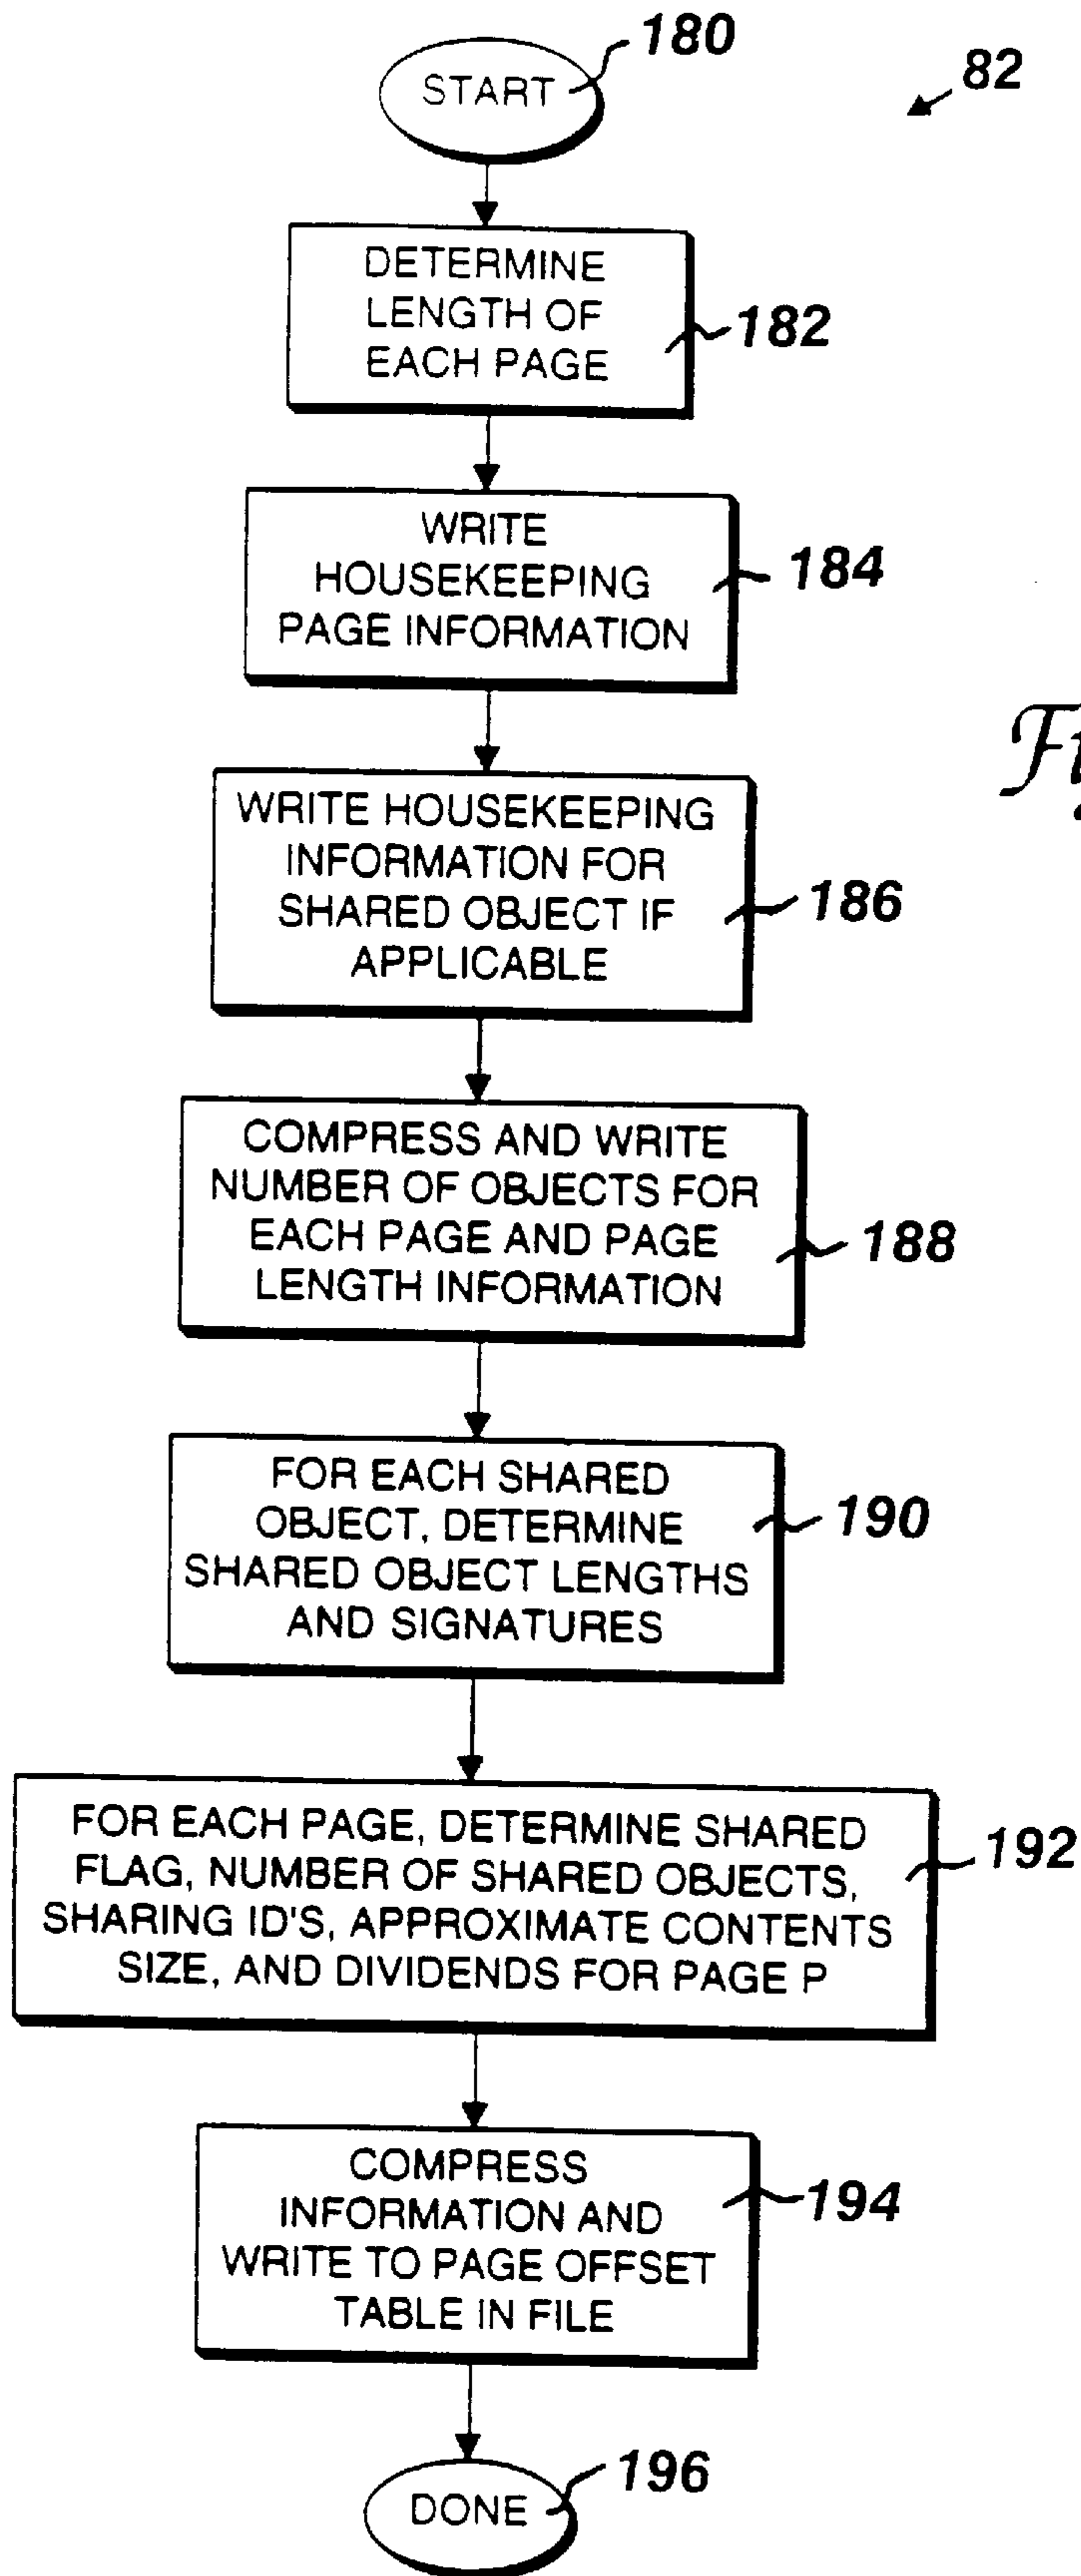 180
82
START
DETERMINE
LENGTH OF
EACH PAGE
182
WRITE
HOUSEKEEPING
PAGE INFORMATION
184
WRITE HOUSEKEEPING
INFORMATION FOR
SHARED OBJECT IF
APPLICABLE
186
COMPRESS AND WRITE
NUMBER OF OBJECTS FOR
EACH PAGE AND PAGE
LENGTH INFORMATION
188
FOR EACH SHARED
OBJECT, DETERMINE
SHARED OBJECT LENGTHS
AND SIGNATURES
190
FOR EACH PAGE, DETERMINE SHARED
FLAG, NUMBER OF SHARED OBJECTS,
SHARING ID'S, APPROXIMATE CONTENTS
SIZE, AND DIVIDENDS FOR PAGE P
192
COMPRESS
INFORMATION AND
WRITE TO PAGE OFFSET
TABLE IN FILE
194
DONE
196